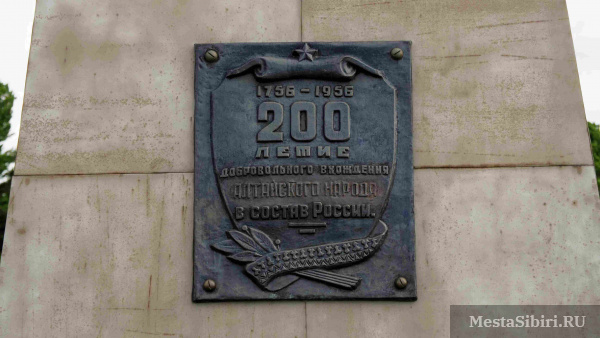 1756 - 1956
200
ЛЕТИЕ
ДОБРОВОЛЬНОГО ВХОЖДЕНИЯ
АЛТАЙСКОГО НАРОДА
В СОСТАВ РОССИИ.
MestaSibiri.RU